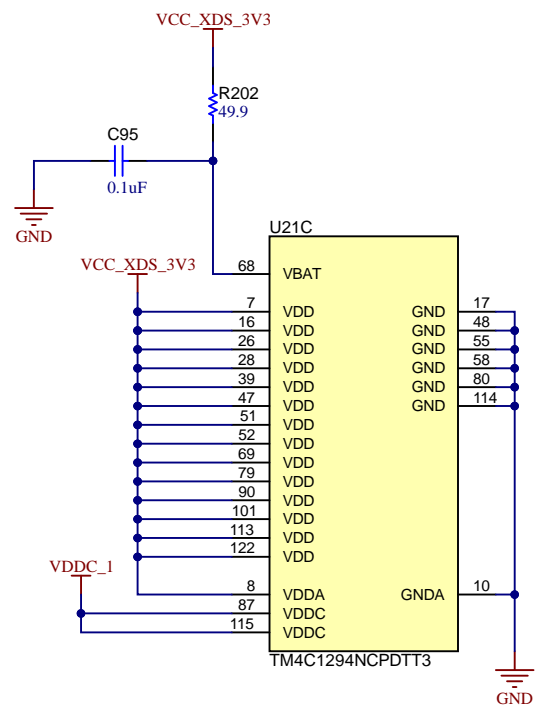 VCC_XDS_3V3
R202
49.9
C95
0.1uF
GND
U21C
VCC_XDS_3V3
68 VBAT
7 VDD GND 17
16 VDD GND 48
26 VDD GND 55
28 VDD GND 58
39 VDD GND 80
47 VDD GND 114
51 VDD
52 VDD
69 VDD
79 VDD
90 VDD
101 VDD
113 VDD
122 VDD
VDDC_1
8 VDDA GNDA 10
87 VDDC
115 VDDC
TM4C1294NCPDTT3
GND